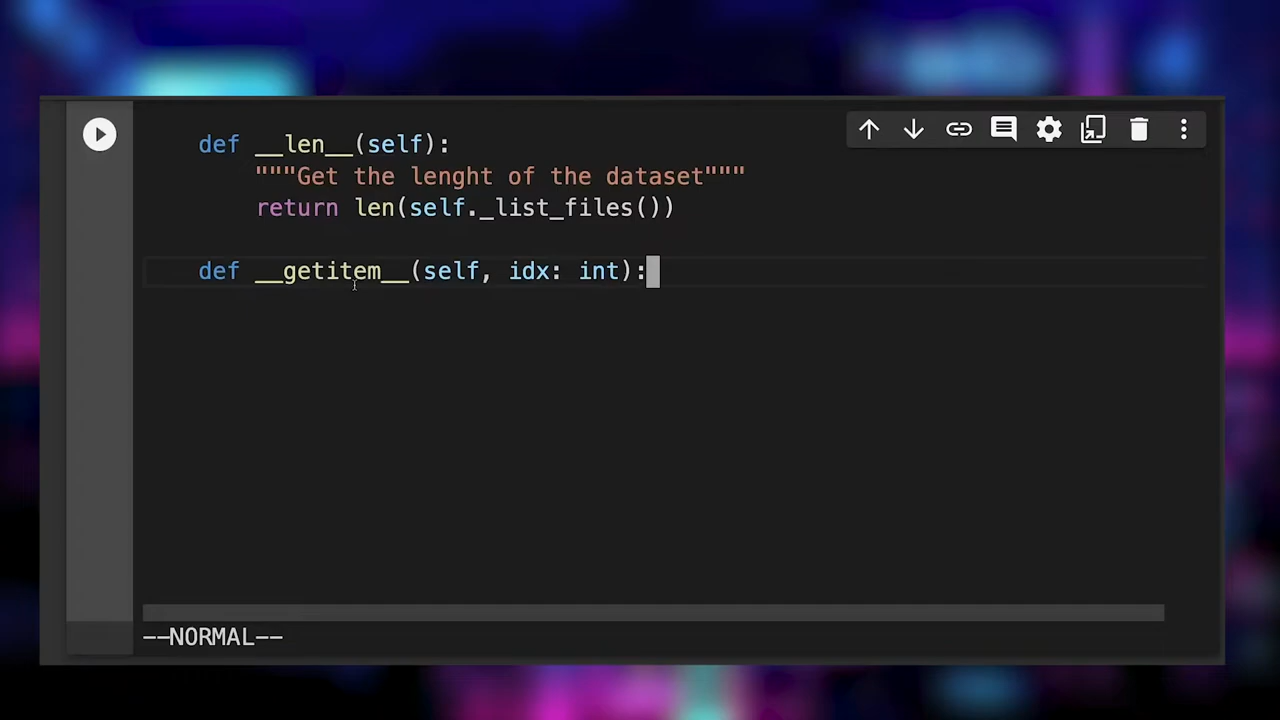 def __len__(self):
"""Get the lenght of the dataset"""
return len(self._list_files())
def __getitem__(self, idx: int):
--NORMAL--